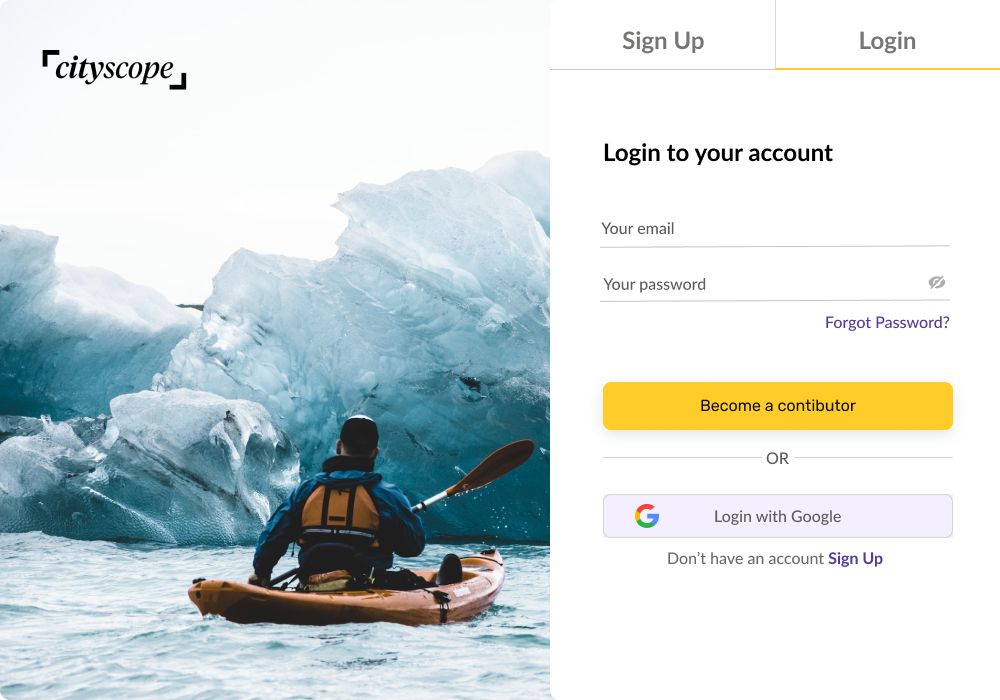 cityscope
Sign Up
Login
Login to your account
Your email
Your password
Forgot Password?
Become a contibutor
OR
Login with Google
Don’t have an account Sign Up